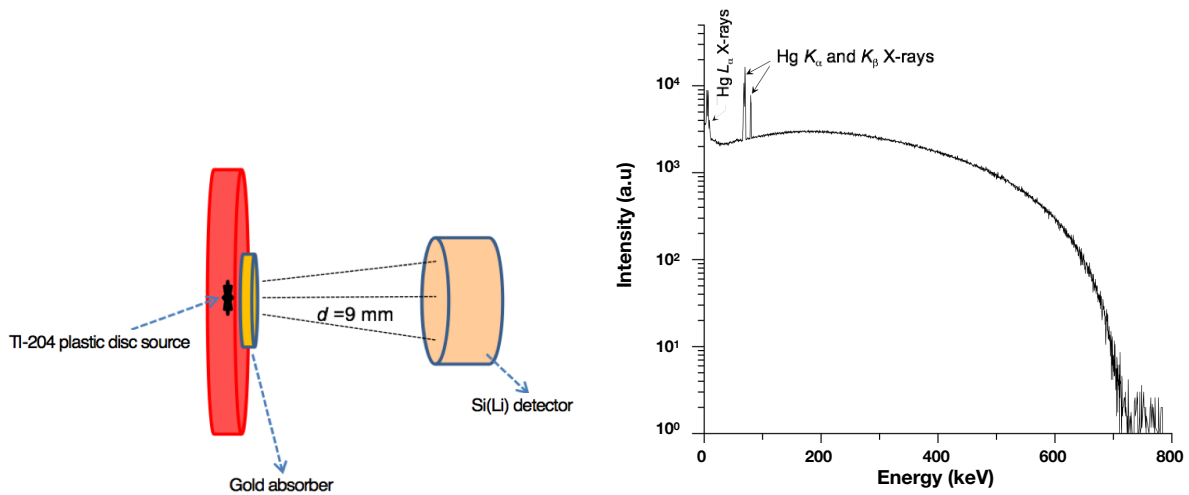 Tl-204 plastic disc source
d =9 mm
Si(Li) detector
Gold absorber
Hg Lα X-rays
Hg Kα and Kβ X-rays
Intensity (a.u)
10⁴
10³
10²
10¹
10⁰
0
200
400
600
800
Energy (keV)